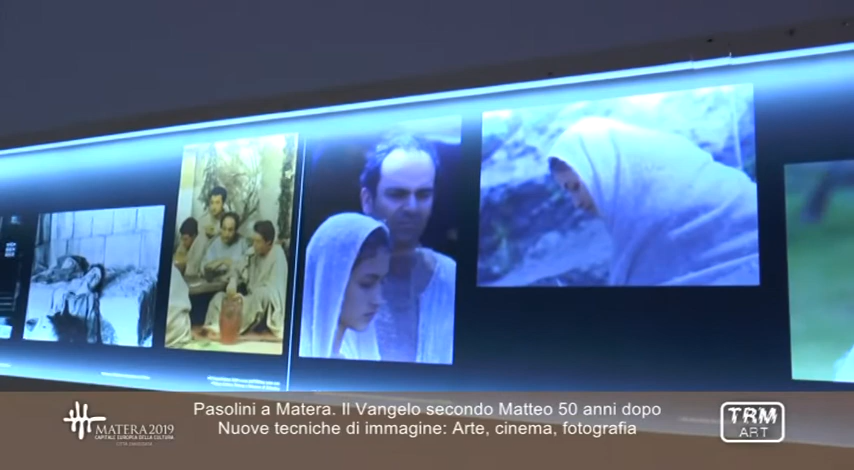 Pasolini a Matera. Il Vangelo secondo Matteo 50 anni dopo
Nuove tecniche di immagine: Arte, cinema, fotografia
MATERA 2019
CAPITALE EUROPEA DELLA CULTURA
TRM
ART